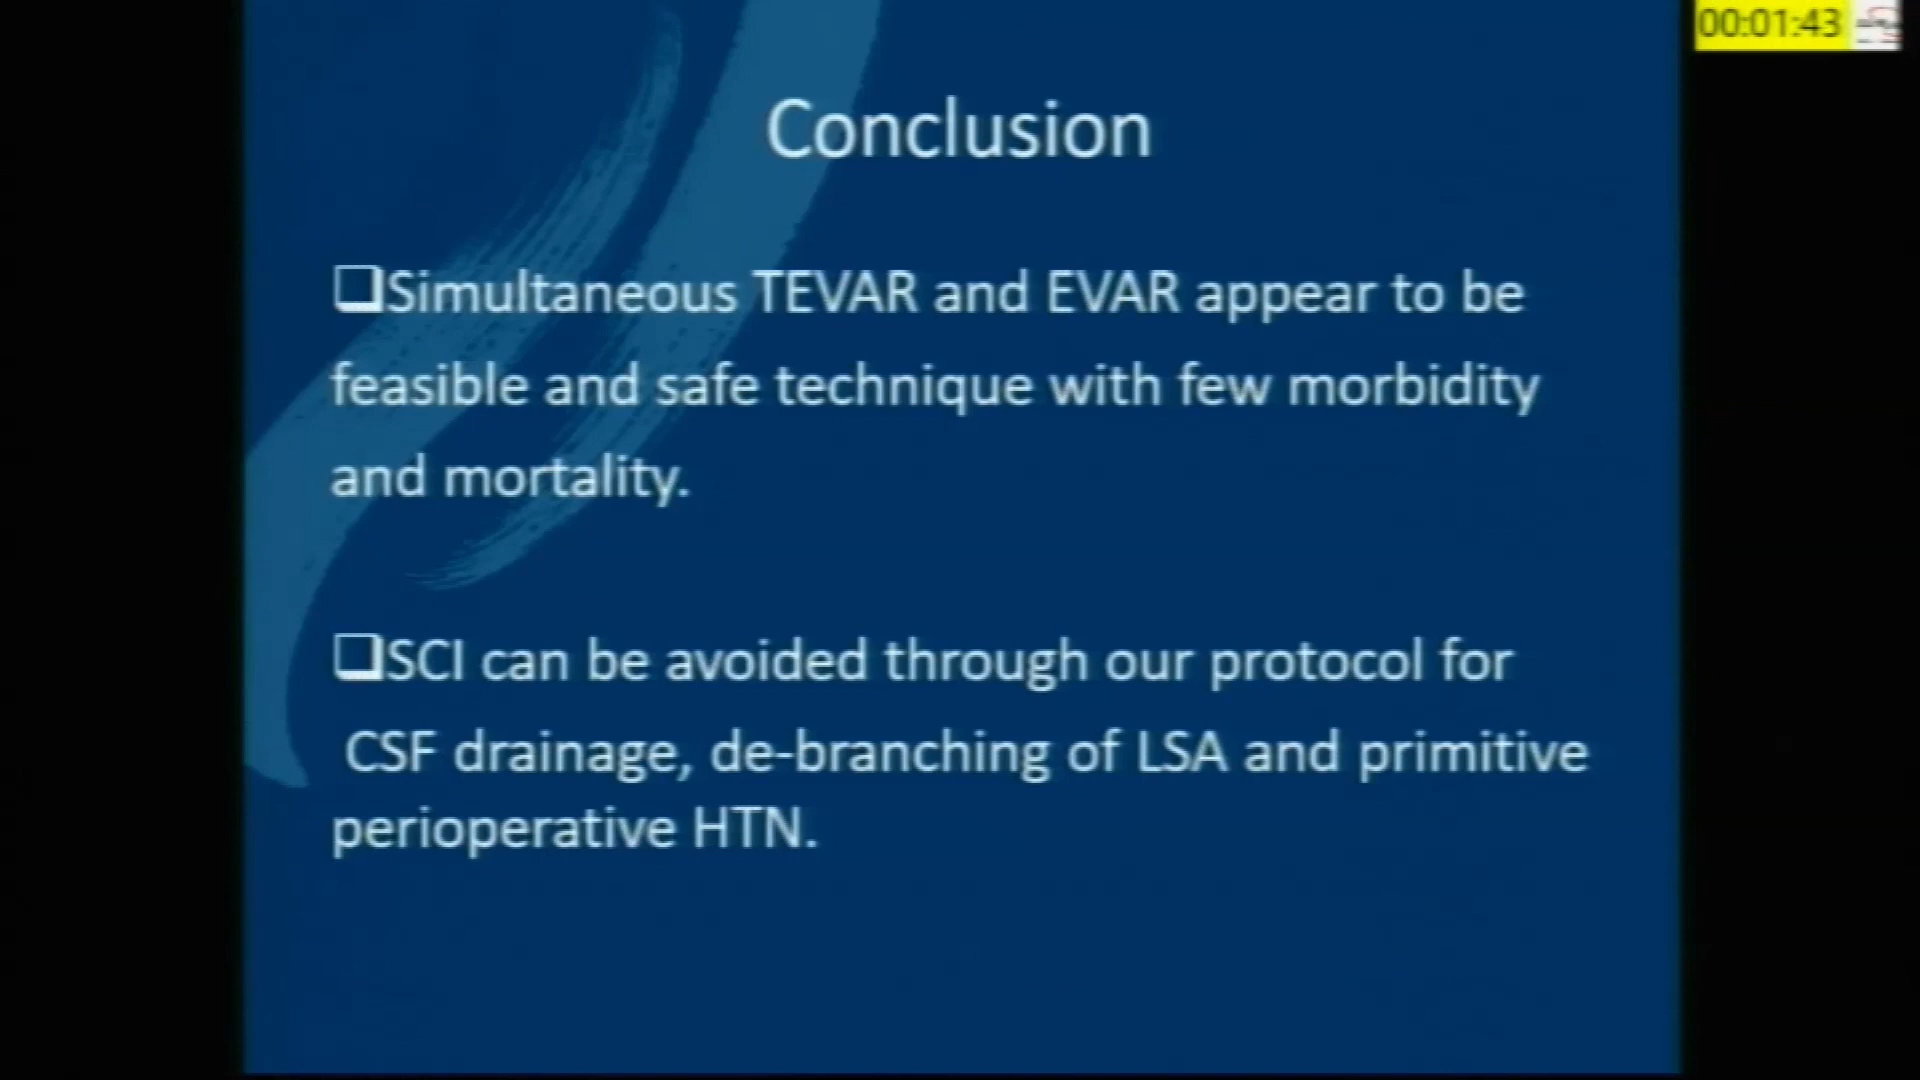 00:01:43
Conclusion
❑Simultaneous TEVAR and EVAR appear to be
feasible and safe technique with few morbidity
and mortality.
❑SCI can be avoided through our protocol for
CSF drainage, de-branching of LSA and primitive
perioperative HTN.